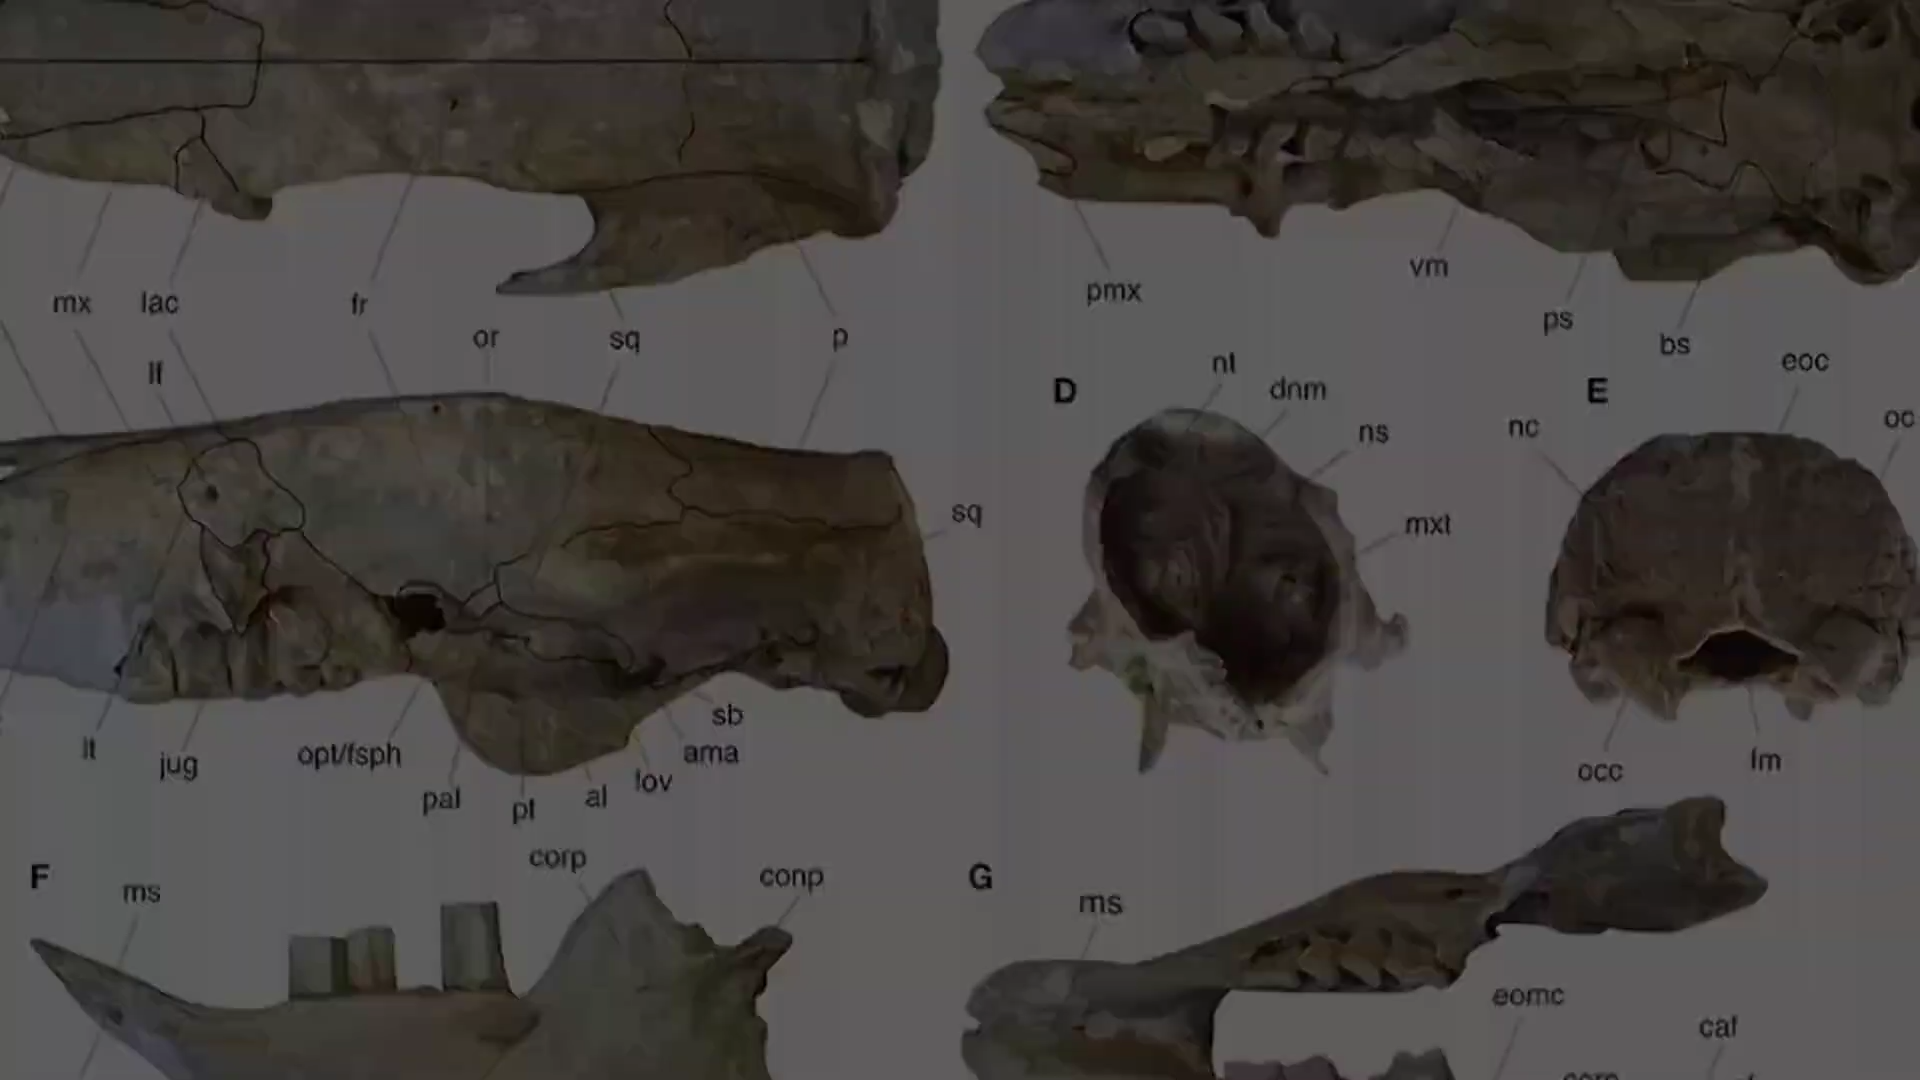 mx lac fr or sq p
lf
sq
lt jug opt/fsph pal pt al lov ama sb
pmx vm ps bs
D nt dnm ns mxt
E nc eoc oc
occ fm
F ms corp conp
G ms eomc caf